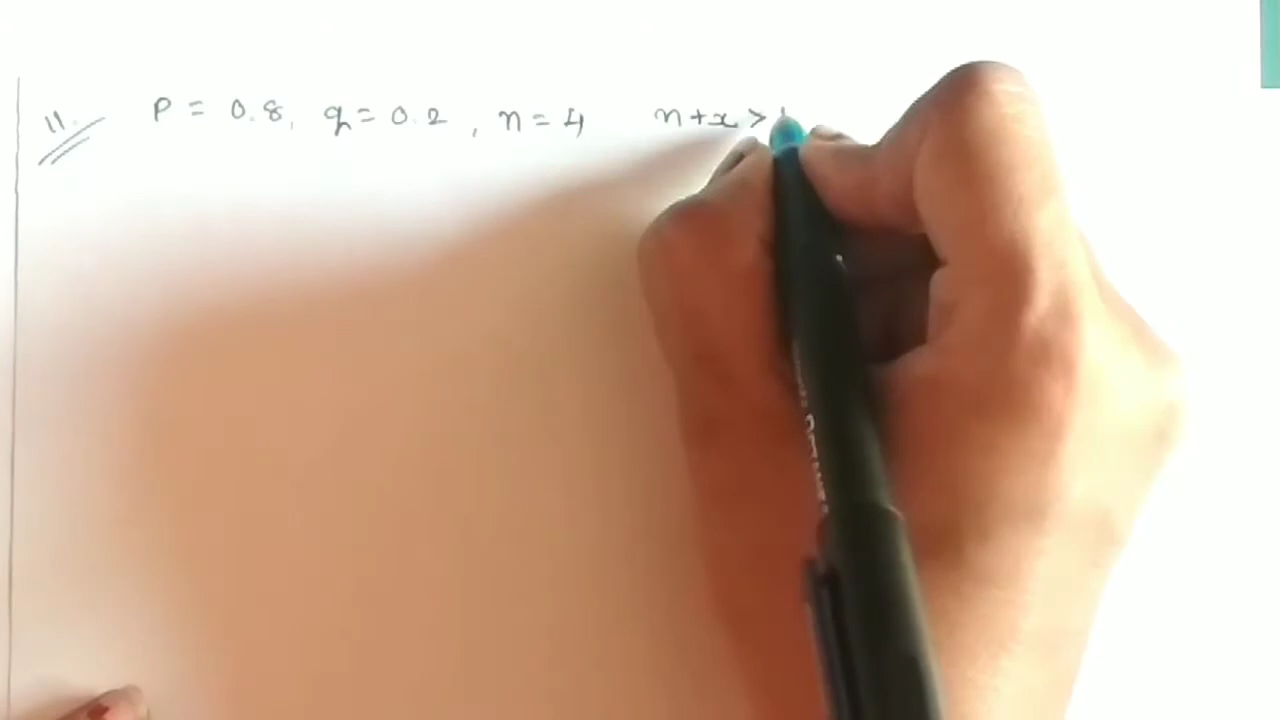 11. P = 0.8, q = 0.2, n = 4 n+x >